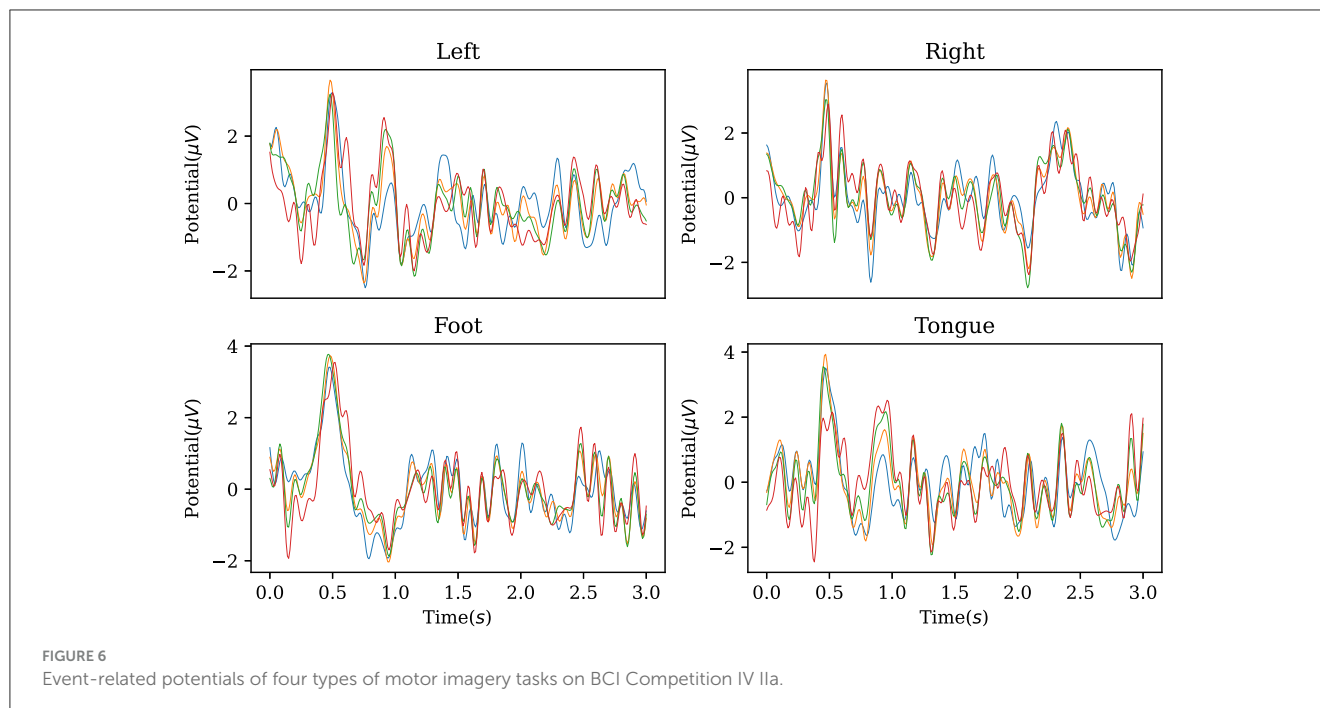 Left
Right
Potential(μV)
2
0
−2
Potential(μV)
2
0
−2
Foot
Tongue
Potential(μV)
4
2
0
−2
0.0 0.5 1.0 1.5 2.0 2.5 3.0
Time(s)
Potential(μV)
4
2
0
−2
0.0 0.5 1.0 1.5 2.0 2.5 3.0
Time(s)
FIGURE 6
Event-related potentials of four types of motor imagery tasks on BCI Competition IV IIa.